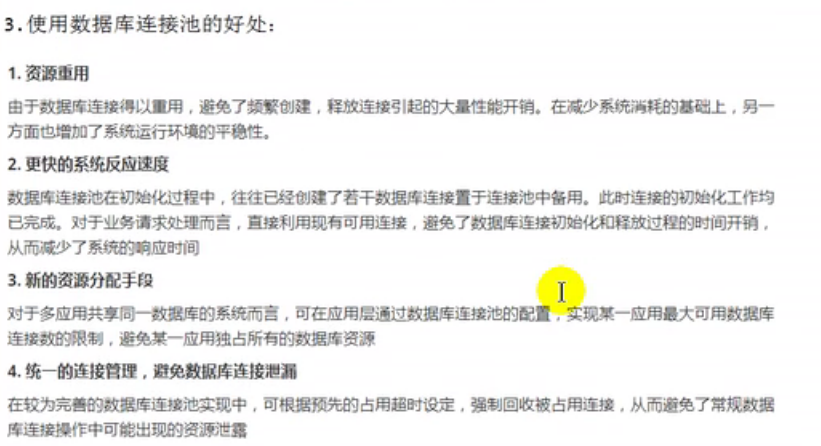 3.使用数据库连接池的好处：
1. 资源重用
由于数据库连接得以重用，避免了频繁创建，释放连接引起的大量性能开销。在减少系统消耗的基础上，另一
方面也增加了系统运行环境的平稳性。
2. 更快的系统反应速度
数据库连接池在初始化过程中，往往已经创建了若干数据库连接置于连接池中备用。此时连接的初始化工作均
已完成。对于业务请求处理而言，直接利用现有可用连接，避免了数据库连接初始化和释放过程的时间开销，
从而减少了系统的响应时间
3. 新的资源分配手段
对于多应用共享同一数据库的系统而言，可在应用层通过数据库连接池的配置，实现某一应用最大可用数据库
连接数的限制，避免某一应用独占所有的数据库资源
4. 统一的连接管理，避免数据库连接泄漏
在较为完善的数据库连接池实现中，可根据预先的占用超时设定，强制回收被占用连接，从而避免了常规数据
库连接操作中可能出现的资源泄露